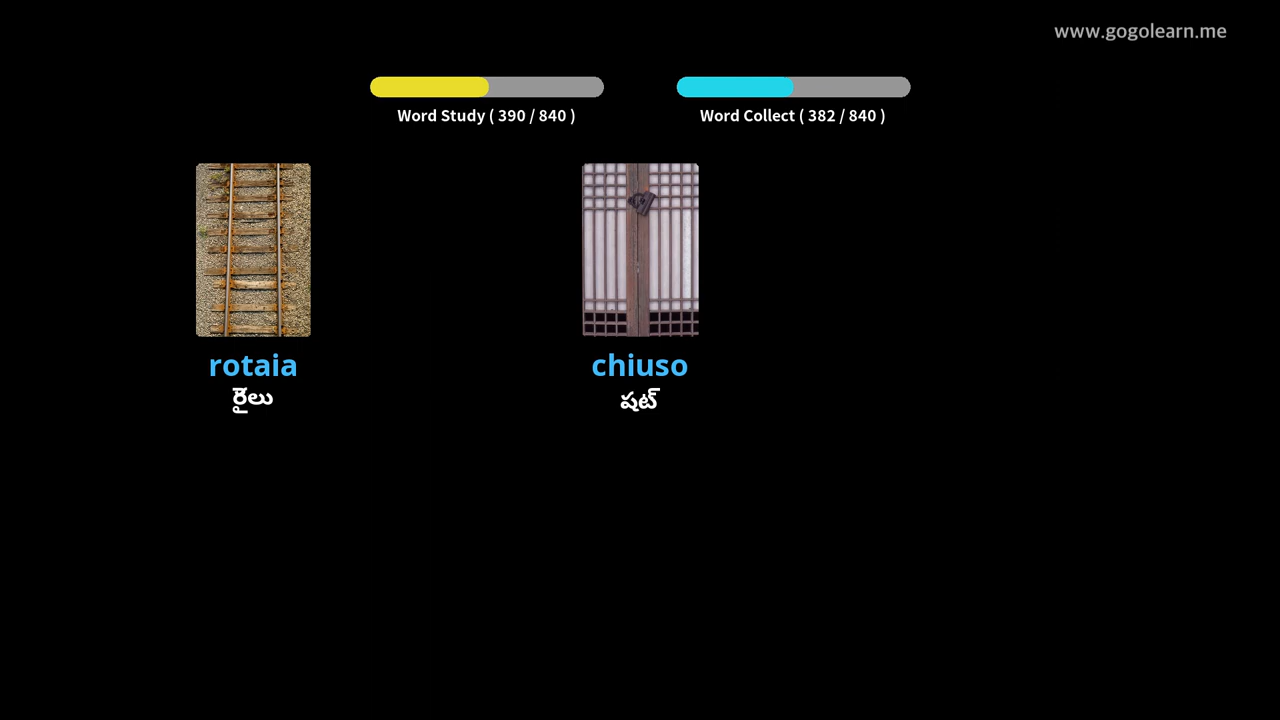 www.gogolearn.me
Word Study ( 390 / 840 )
Word Collect ( 382 / 840 )
rotaia
రైలు
chiuso
షట్